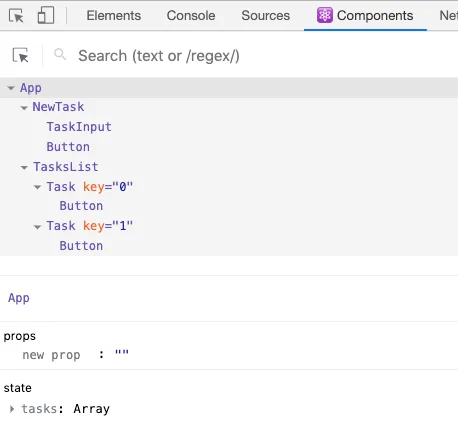 Elements Console Sources Components Net
Search (text or /regex/)
App
NewTask
TaskInput
Button
TasksList
Task key="0"
Button
Task key="1"
Button
App
props
new prop : ""
state
tasks: Array